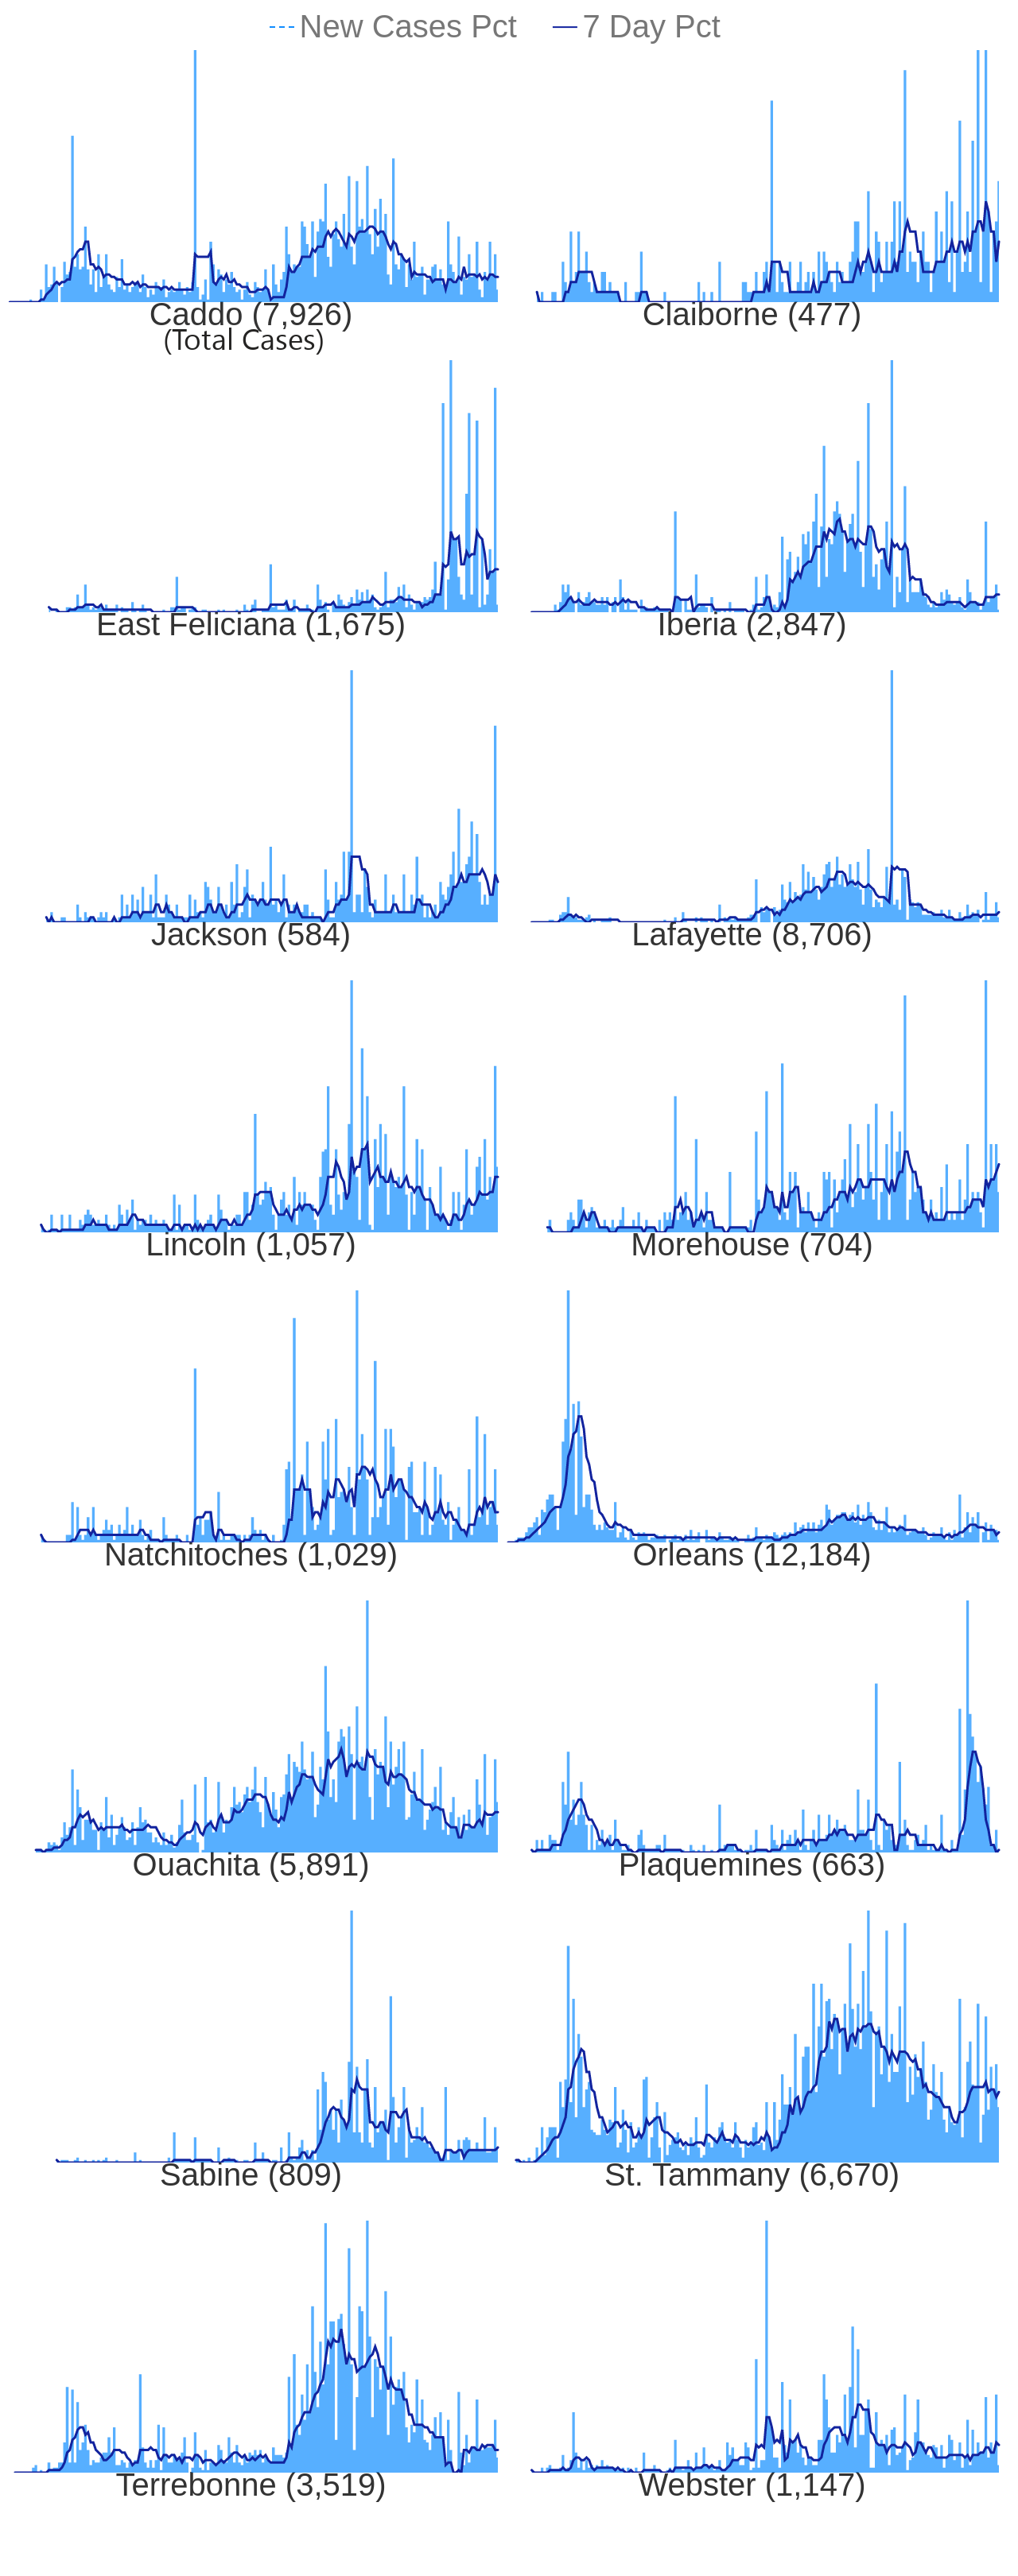 New Cases Pct 7 Day Pct
Caddo (7,926) Claiborne (477)
(Total Cases)
East Feliciana (1,675) Iberia (2,847)
Jackson (584) Lafayette (8,706)
Lincoln (1,057) Morehouse (704)
Natchitoches (1,029) Orleans (12,184)
Ouachita (5,891) Plaquemines (663)
Sabine (809) St. Tammany (6,670)
Terrebonne (3,519) Webster (1,147)